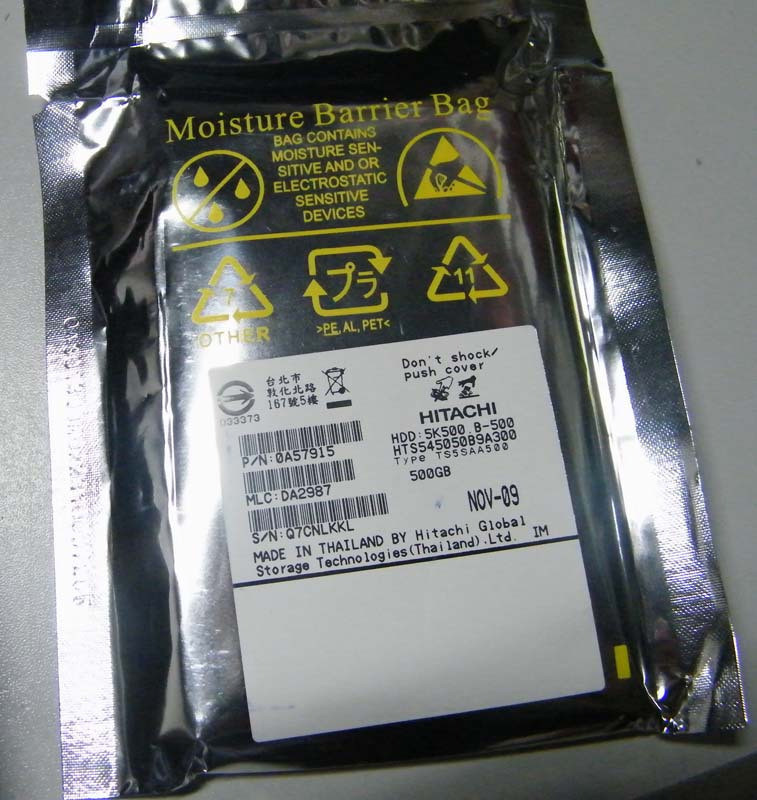 Moisture Barrier Bag
BAG CONTAINS
MOISTURE SEN-
SITIVE AND OR
ELECTROSTATIC
SENSITIVE
DEVICES
7
OTHER
プラ
>PE, AL, PET<
11
台北市
敦化北路
167號5樓
D33373
Don't shock/
push cover
HITACHI
HDD:5K500.B-500
HTS545050B9A300
Type TS5SAA500
500GB
P/N:0A57915
MLC:DA2987
S/N:Q7CNLKKL
NOV-09
MADE IN THAILAND BY Hitachi Global
Storage Technologies(Thailand).Ltd. IM